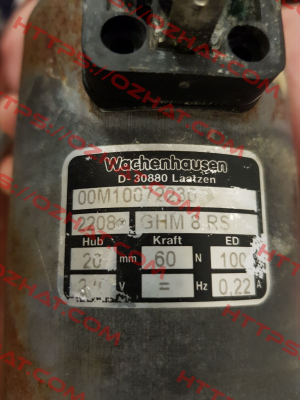 Wachenhausen
D-30880 Laatzen
2208 GHM 8 RS
Hub Kraft ED
20 mm 60 N 100
V = Hz 0,22 A
HTTPS://OZHAT.COM